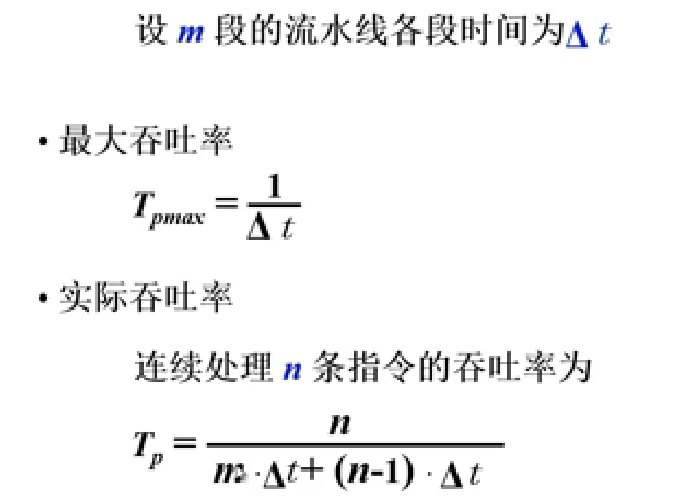 设 m 段的流水线各段时间为Δ t
• 最大吞吐率
Tpmax = 1 / Δ t
• 实际吞吐率
连续处理 n 条指令的吞吐率为
Tp = n / m·Δt+ (n-1) · Δ t